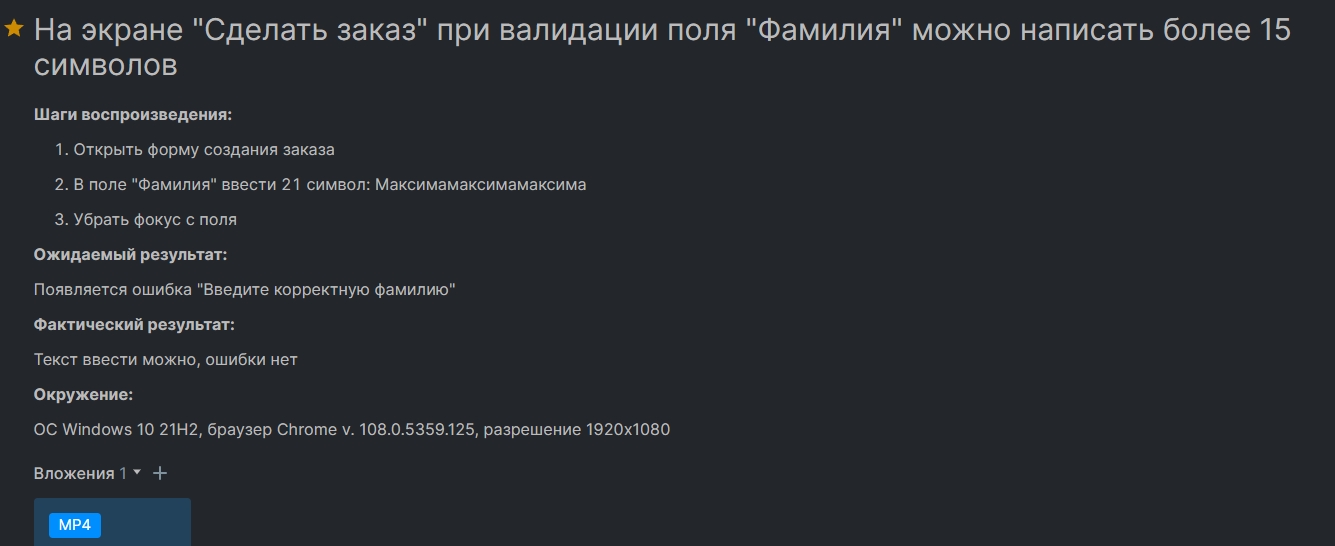 На экране "Сделать заказ" при валидации поля "Фамилия" можно написать более 15
символов
Шаги воспроизведения:
1. Открыть форму создания заказа
2. В поле "Фамилия" ввести 21 символ: Максимамаксимамаксима
3. Убрать фокус с поля
Ожидаемый результат:
Появляется ошибка "Введите корректную фамилию"
Фактический результат:
Текст ввести можно, ошибки нет
Окружение:
ОС Windows 10 21H2, браузер Chrome v. 108.0.5359.125, разрешение 1920x1080
Вложения 1
MP4